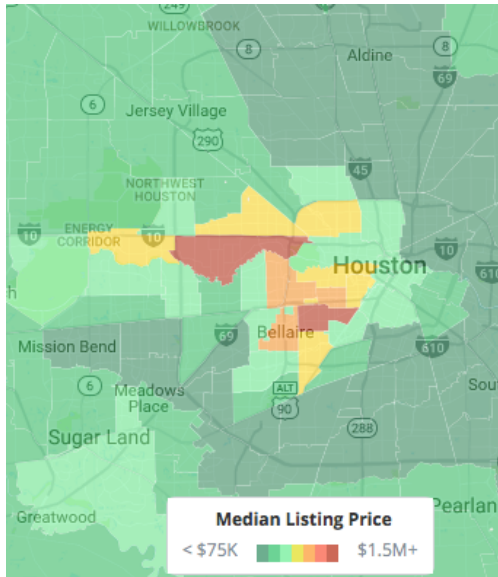 249
WILLOWBROOK
8
Aldine
8
69
6
Jersey Village
290
45
NORTHWEST
HOUSTON
10
ENERGY
CORRIDOR
10
10
Houston
610
Bellaire
69
610
Mission Bend
6
Meadows
Place
ALT
90
Sou
288
Sugar Land
Greatwood
Pearlan
Median Listing Price
< $75K
$1.5M+